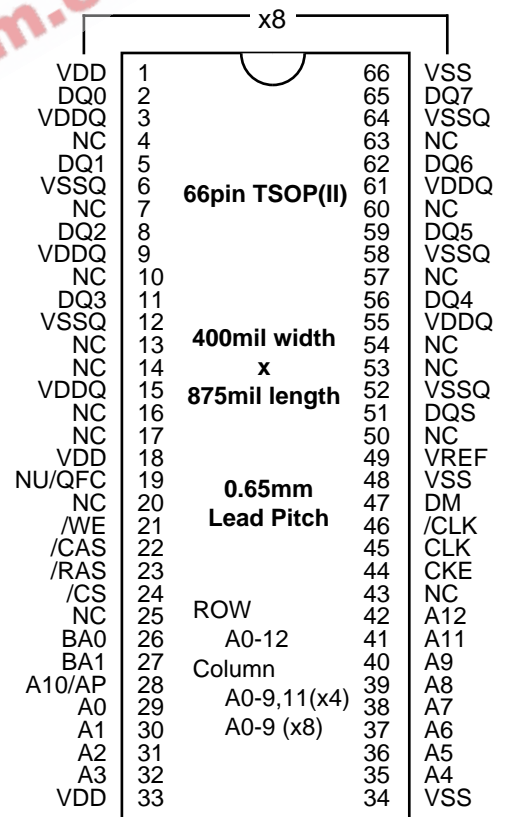 m.
x8
VDD 1 66 VSS
DQ0 2 65 DQ7
VDDQ 3 64 VSSQ
NC 4 63 NC
DQ1 5 62 DQ6
VSSQ 6 61 VDDQ
66pin TSOP(II)
NC 7 60 NC
DQ2 8 59 DQ5
VDDQ 9 58 VSSQ
NC 10 57 NC
DQ3 11 56 DQ4
VSSQ 12 55 VDDQ
NC 13 400mil width 54 NC
NC 14 x 53 NC
VDDQ 15 875mil length 52 VSSQ
NC 16 51 DQS
NC 17 50 NC
VDD 18 49 VREF
NU/QFC 19 0.65mm 48 VSS
NC 20 Lead Pitch 47 DM
/WE 21 46 /CLK
/CAS 22 45 CLK
/RAS 23 44 CKE
/CS 24 43 NC
NC 25 ROW 42 A12
BA0 26 A0-12 41 A11
BA1 27 Column 40 A9
A10/AP 28 A0-9,11(x4) 39 A8
A0 29 38 A7
A1 30 A0-9 (x8) 37 A6
A2 31 36 A5
A3 32 35 A4
VDD 33 34 VSS